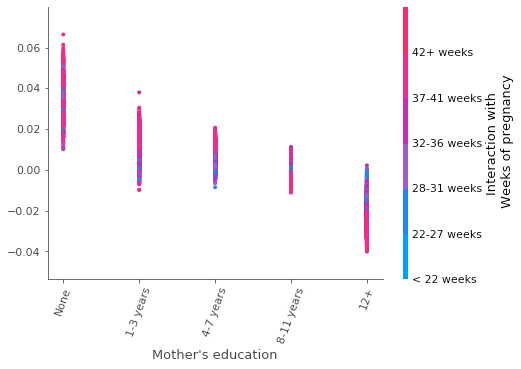 0.06
0.04
0.02
0.00
−0.02
−0.04
None
1-3 years
4-7 years
8-11 years
12+
Mother's education
42+ weeks
37-41 weeks
32-36 weeks
28-31 weeks
22-27 weeks
< 22 weeks
Interaction with
Weeks of pregnancy